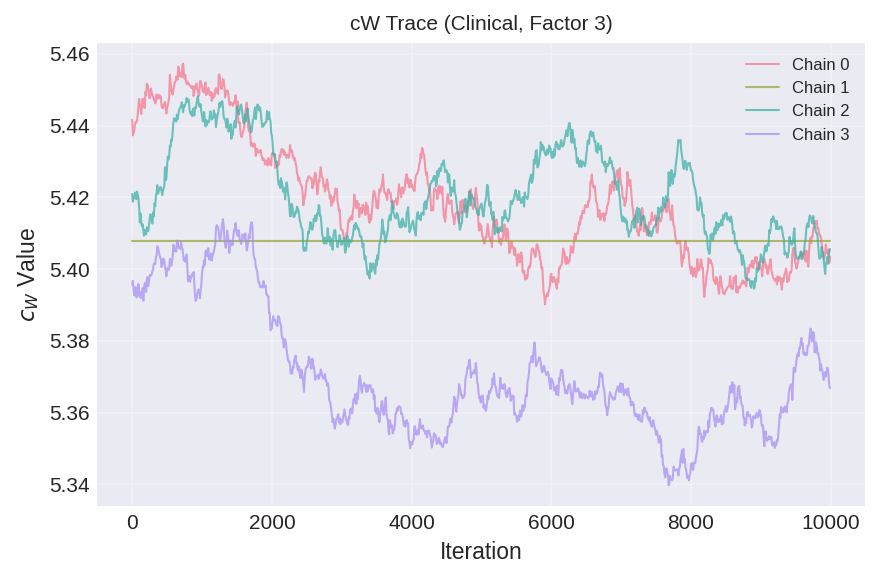 cW Trace (Clinical, Factor 3)
5.46
5.44
5.42
5.40
5.38
5.36
5.34
cW Value
Chain 0
Chain 1
Chain 2
Chain 3
0
2000
4000
6000
8000
10000
Iteration